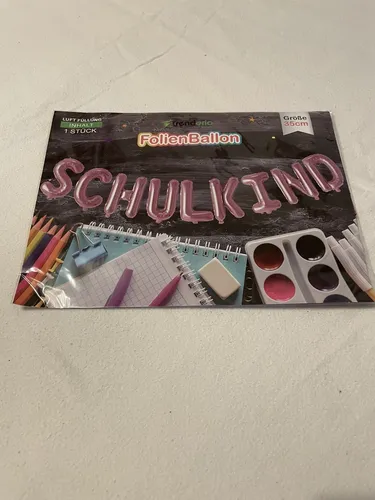 LUFT FÜLLUNG
INHALT
1 STÜCK
FolienBallon
Größe
35cm
SCHULKIND